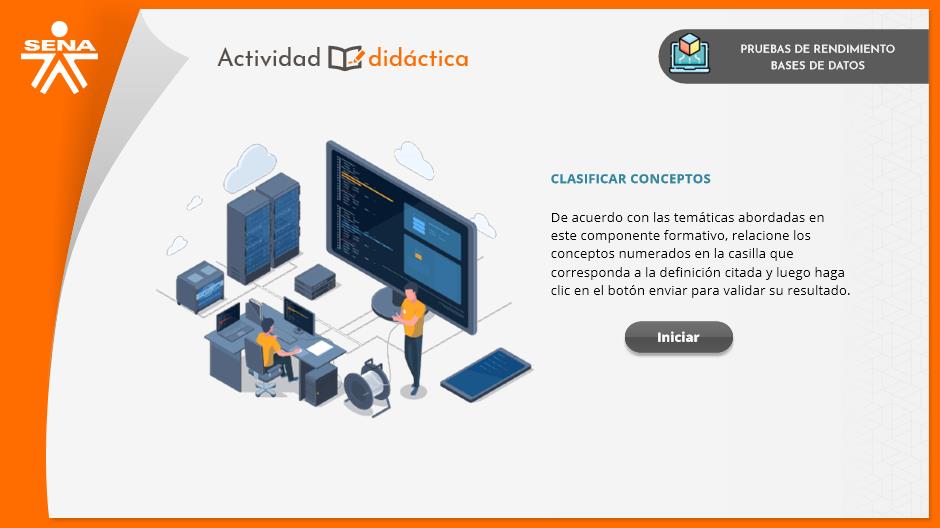 SENA
Actividad didáctica
PRUEBAS DE RENDIMIENTO
BASES DE DATOS
CLASIFICAR CONCEPTOS
De acuerdo con las temáticas abordadas en
este componente formativo, relacione los
conceptos numerados en la casilla que
corresponda a la definición citada y luego haga
clic en el botón enviar para validar su resultado.
Iniciar